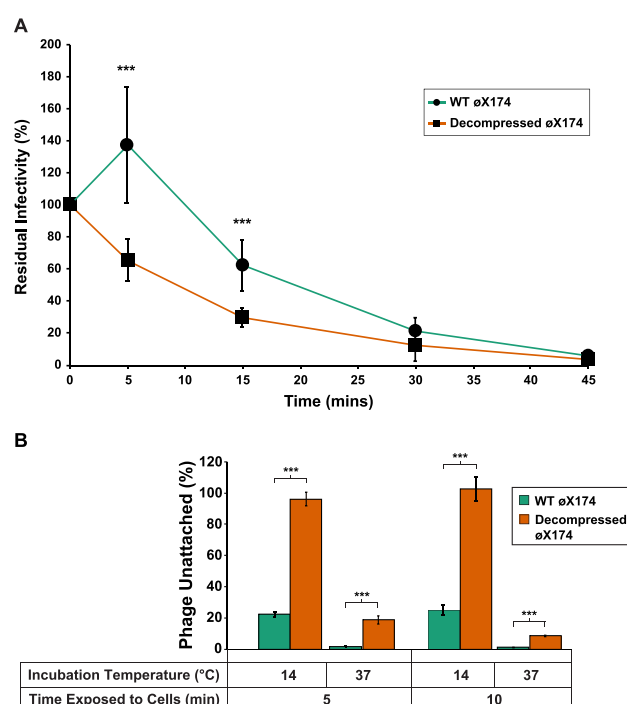 A
200
180
160
140
120
100
80
60
40
20
0
Residual Infectivity (%)
***
***
WT øX174
Decompressed øX174
0 5 10 15 20 25 30 35 40 45
Time (mins)
B
120
100
80
60
40
20
0
Phage Unattached (%)
*** *** *** ***
WT øX174
Decompressed
øX174
Incubation Temperature (°C) 14 37 14 37
Time Exposed to Cells (min) 5 10